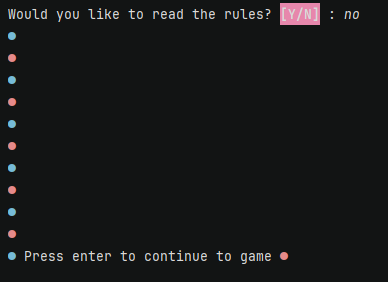 Would you like to read the rules? [Y/N] : no
Press enter to continue to game